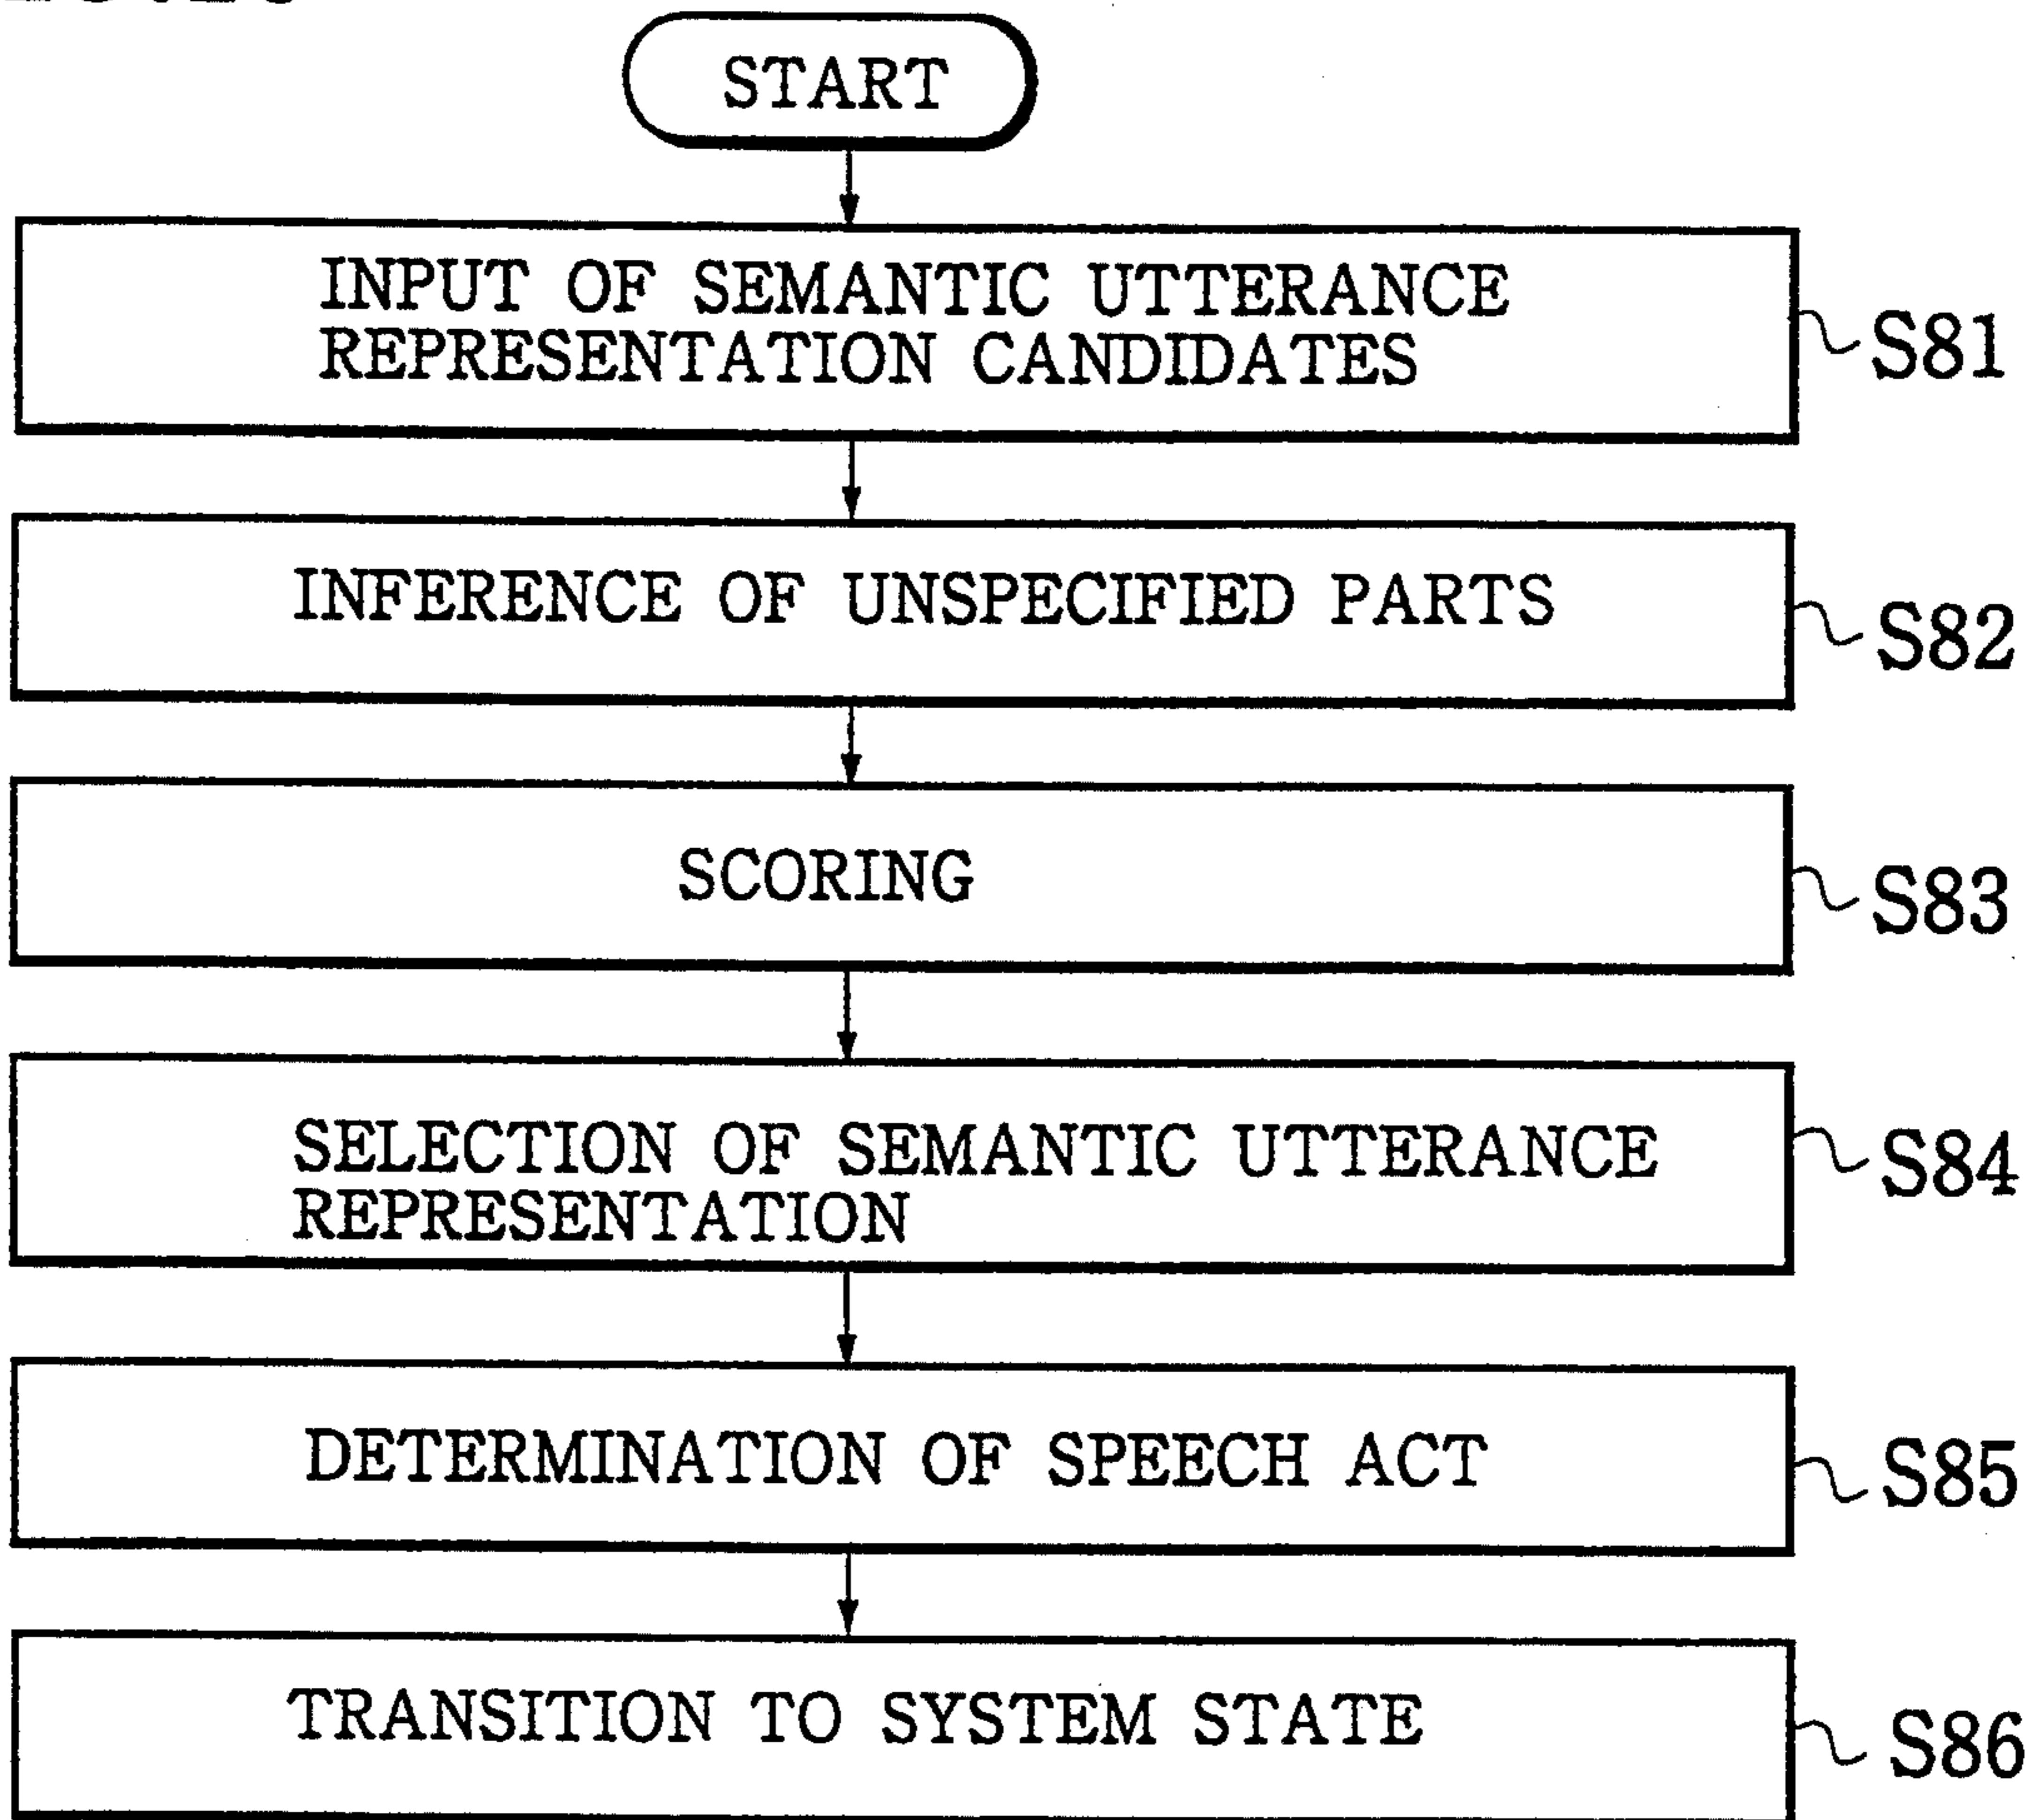 START
INPUT OF SEMANTIC UTTERANCE
REPRESENTATION CANDIDATES
S81
INFERENCE OF UNSPECIFIED PARTS
S82
SCORING
S83
SELECTION OF SEMANTIC UTTERANCE
REPRESENTATION
S84
DETERMINATION OF SPEECH ACT
S85
TRANSITION TO SYSTEM STATE
S86